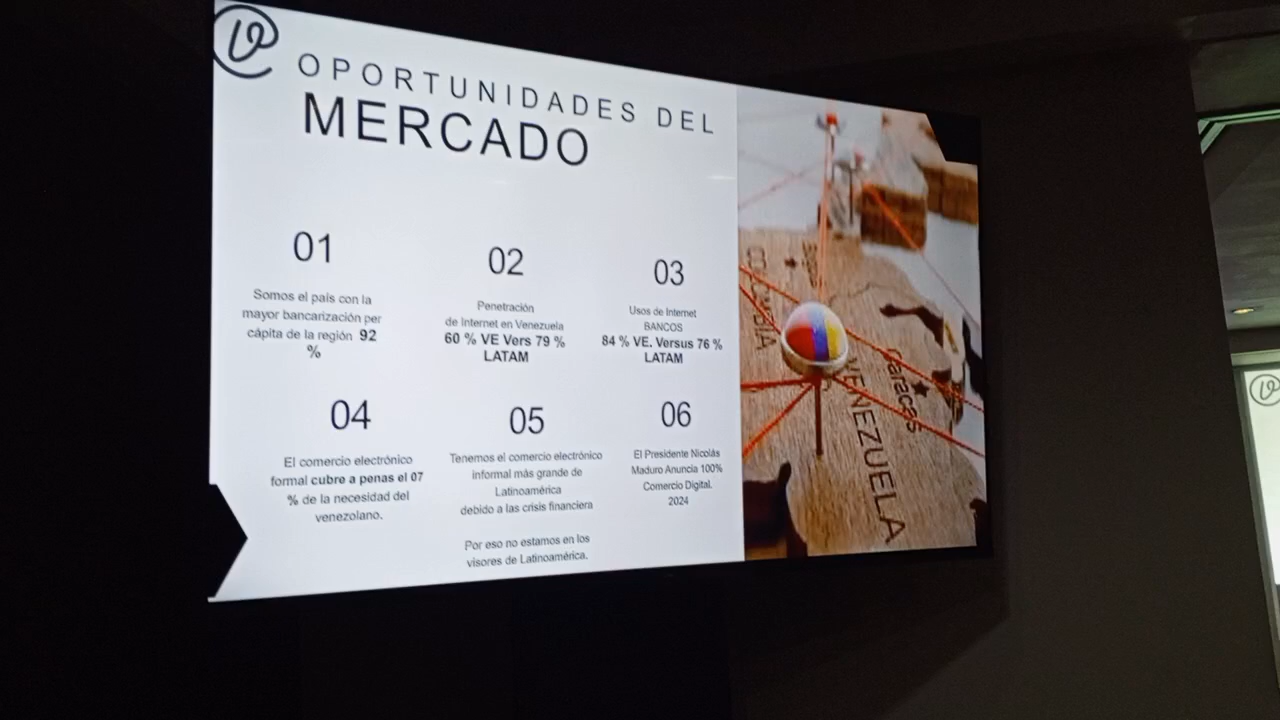 OPORTUNIDADES DEL
MERCADO
01
Somos el país con la
mayor bancarización per
cápita de la región 92
%
02
Penetración
de Internet en Venezuela
60 % VE Vers 79 %
LATAM
03
Usos de Internet
BANCOS
84 % VE. Versus 76 %
LATAM
04
El comercio electrónico
formal cubre a penas el 07
% de la necesidad del
venezolano.
05
Tenemos el comercio electrónico
informal más grande de
Latinoamérica
debido a las crisis financiera
Por eso no estamos en los
visores de Latinoamérica.
06
El Presidente Nicolás
Maduro Anuncia 100%
Comercio Digital.
2024
COLOMBIA
VENEZUELA
Caracas